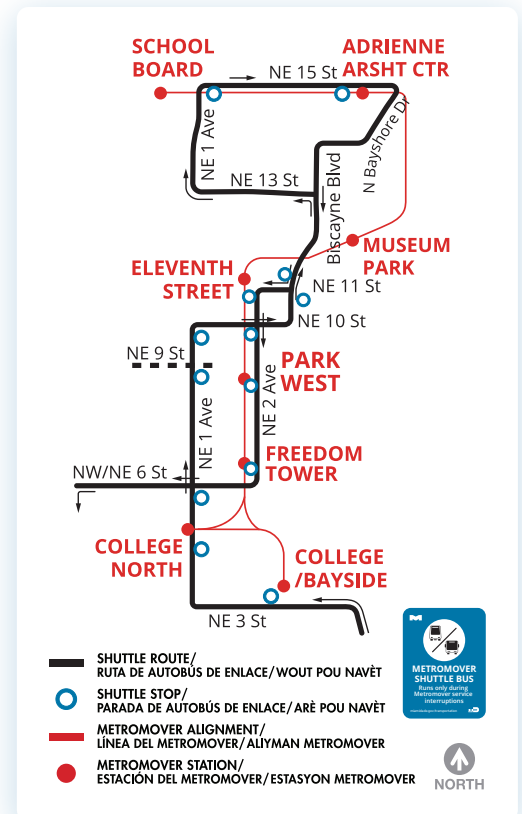 SCHOOL
BOARD
ADRIENNE
ARSHT CTR
NE 15 St
NE 1 Ave
N Bayshore Dr
NE 13 St
Biscayne Blvd
MUSEUM
PARK
ELEVENTH
STREET
NE 11 St
NE 10 St
NE 9 St
PARK
WEST
NE 2 Ave
NE 1 Ave
FREEDOM
TOWER
NW/NE 6 St
COLLEGE
NORTH
COLLEGE
/BAYSIDE
NE 3 St
SHUTTLE ROUTE/
RUTA DE AUTOBÚS DE ENLACE/WOUT POU NAVÈT
SHUTTLE STOP/
PARADA DE AUTOBÚS DE ENLACE/ARÈ POU NAVÈT
METROMOVER ALIGNMENT/
LÍNEA DEL METROMOVER/ALIYMAN METROMOVER
METROMOVER STATION/
ESTACIÓN DEL METROMOVER/ESTASYON METROMOVER
METROMOVER
SHUTTLE BUS
Runs only during
Metromover service
interruptions
NORTH